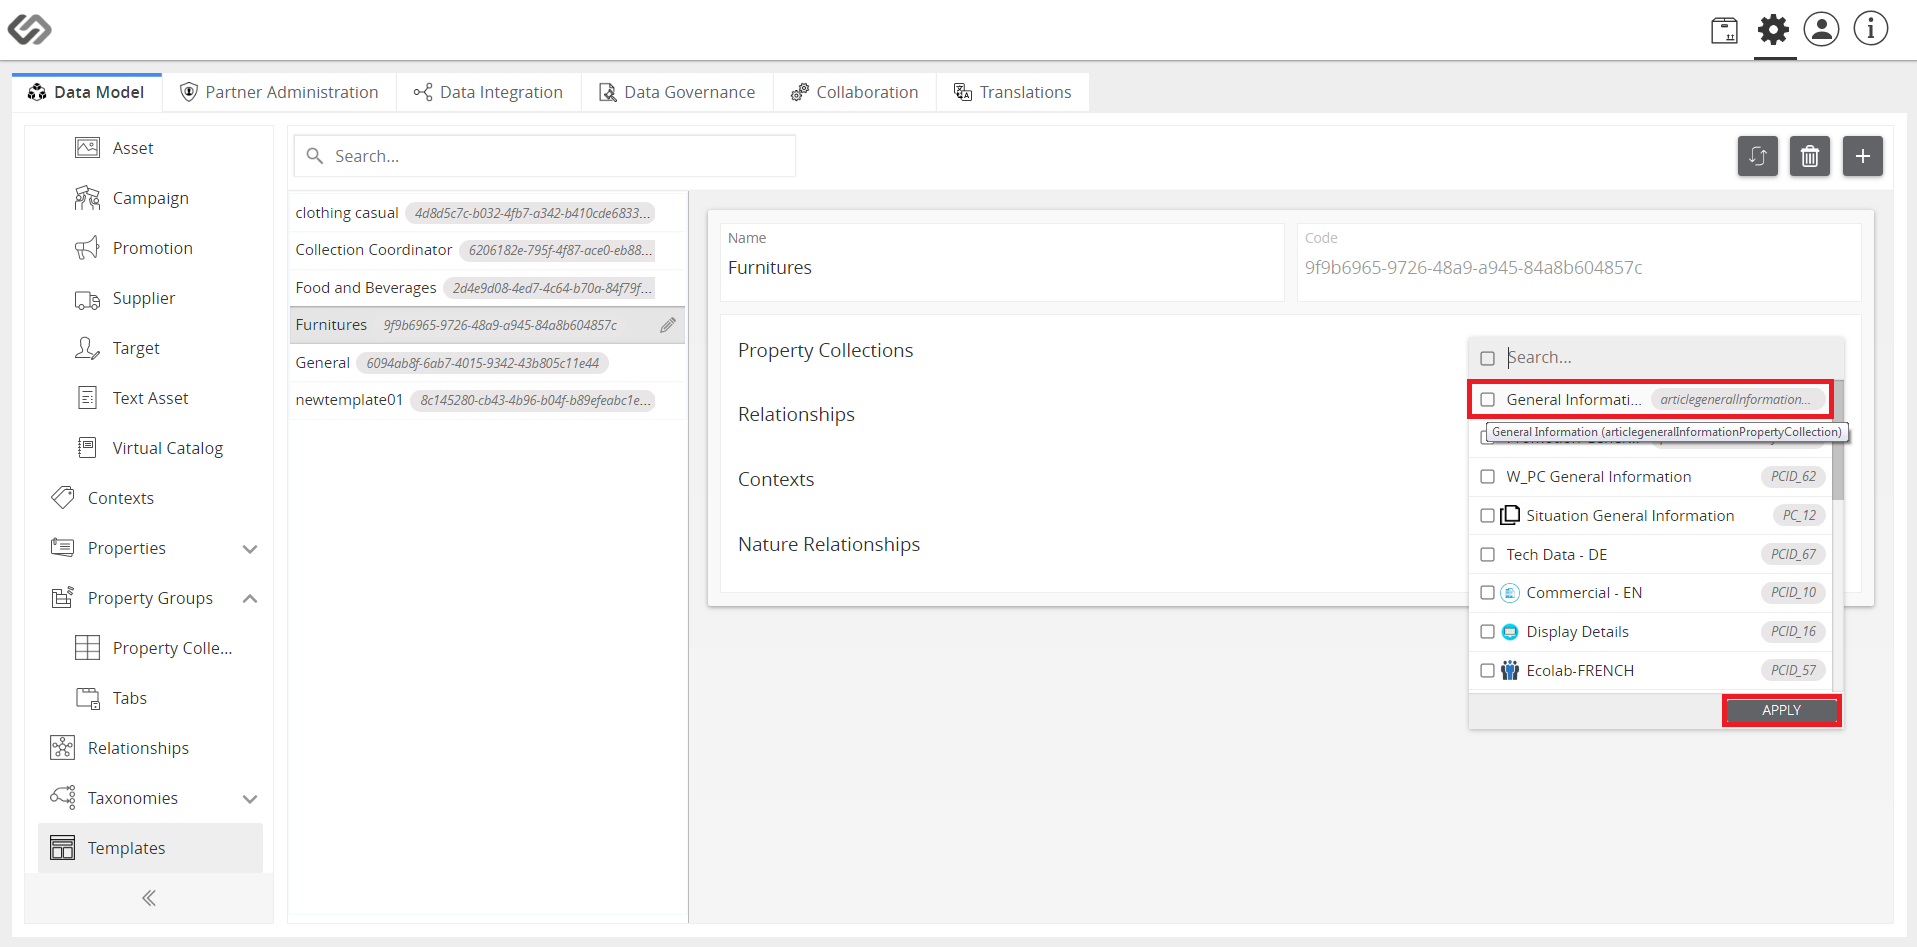 Data Model
Partner Administration
Data Integration
Data Governance
Collaboration
Translations
Asset
Campaign
Promotion
Supplier
Target
Text Asset
Virtual Catalog
Contexts
Properties
Property Groups
Property Colle...
Tabs
Relationships
Taxonomies
Templates
Search...
clothing casual 4d8d5c7c-b032-4fb7-a342-b410cde6833...
Collection Coordinator 6206182e-795f-4f87-ace0-eb88...
Food and Beverages 2d4e9d08-4ed7-4c64-b70a-84f79f...
Furnitures 9f9b6965-9726-48a9-a945-84a8b604857c
General 6094ab8f-6ab7-4015-9342-43b805c11e44
newtemplate01 8c145280-cb43-4b96-b04f-b89efeabc1e...
Name
Furnitures
Code
9f9b6965-9726-48a9-a945-84a8b604857c
Property Collections
Relationships
Contexts
Nature Relationships
Search...
General Informati... articlegeneralInformation...
General Information (articlegeneralInformationPropertyCollection)
W_PC General Information PCID_62
Situation General Information PC_12
Tech Data - DE PCID_67
Commercial - EN PCID_10
Display Details PCID_16
Ecolab-FRENCH PCID_57
APPLY